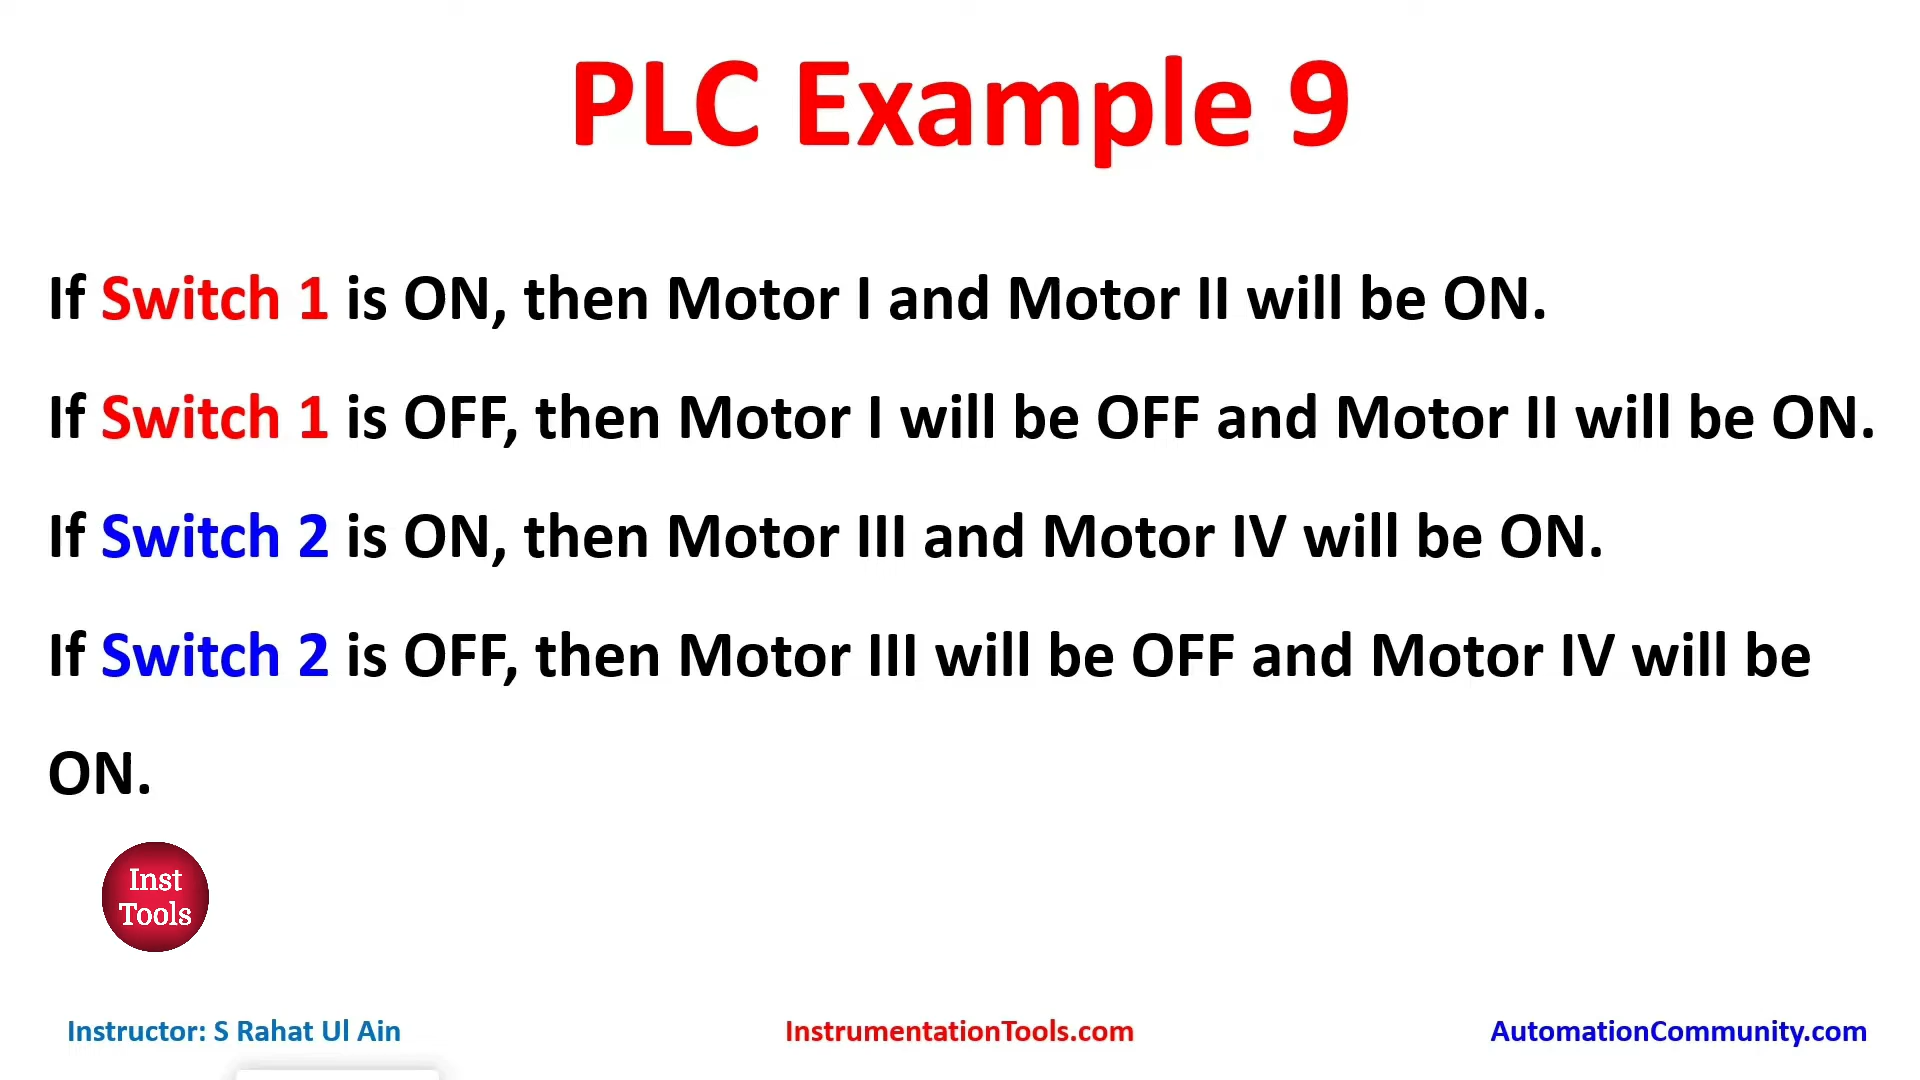 PLC Example 9
If Switch 1 is ON, then Motor I and Motor II will be ON.
If Switch 1 is OFF, then Motor I will be OFF and Motor II will be ON.
If Switch 2 is ON, then Motor III and Motor IV will be ON.
If Switch 2 is OFF, then Motor III will be OFF and Motor IV will be
ON.
Inst
Tools
Instructor: S Rahat Ul Ain
InstrumentationTools.com
AutomationCommunity.com